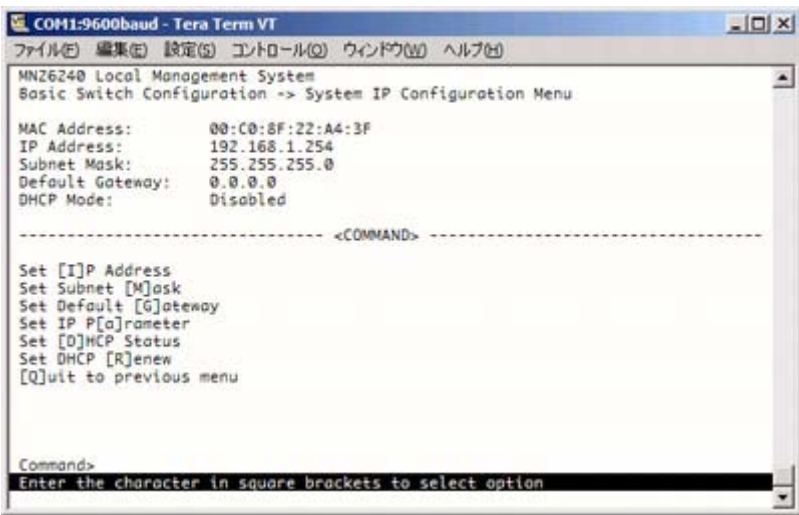 COM1:9600baud - Tera Term VT
ファイル(F) 編集(E) 設定(S) コントロール(O) ウィンドウ(W) ヘルプ(H)
MN26240 Local Management System
Basic Switch Configuration -> System IP Configuration Menu
MAC Address: 00:C0:8F:22:A4:3F
IP Address: 192.168.1.254
Subnet Mask: 255.255.255.0
Default Gateway: 0.0.0.0
DHCP Mode: Disabled
-------------------------------- <COMMAND> -----------------------------------
Set [I]P Address
Set Subnet [M]ask
Set Default [G]ateway
Set IP P[a]rameter
Set [D]HCP Status
Set DHCP [R]enew
[Q]uit to previous menu
Command>
Enter the character in square brackets to select option